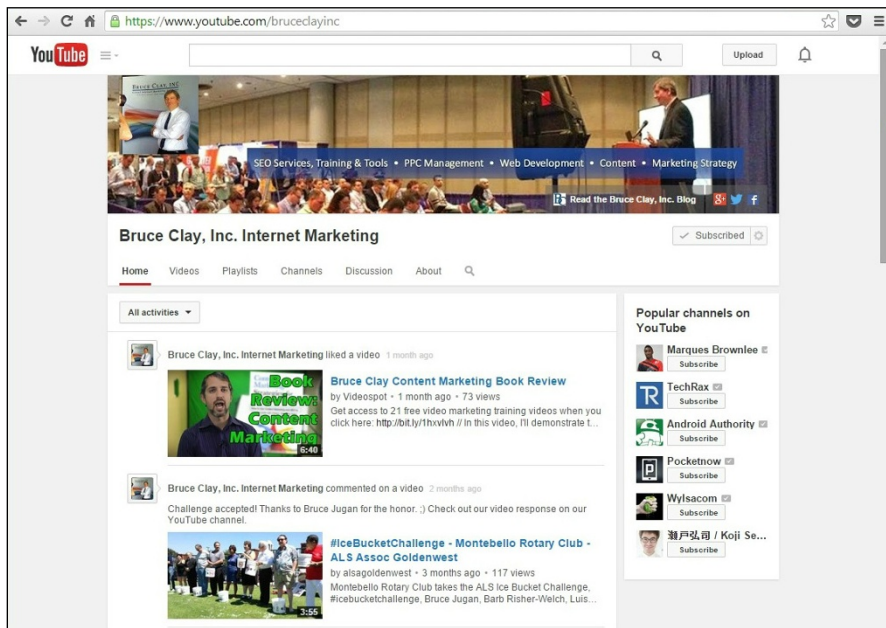 https://www.youtube.com/bruceclayinc
YouTube
Upload
BRUCE CLAY, INC
SEO Services, Training & Tools • PPC Management • Web Development • Content • Marketing Strategy
Read the Bruce Clay, Inc. Blog
Bruce Clay, Inc. Internet Marketing
Subscribed
Home Videos Playlists Channels Discussion About
All activities
Bruce Clay, Inc. Internet Marketing liked a video 1 month ago
Book
Review:
Content
Marketing
6:40
Bruce Clay Content Marketing Book Review
by Videospot • 1 month ago • 73 views
Get access to 21 free video marketing training videos when you
click here: http://bit.ly/1hxvlvh // In this video, I'll demonstrate t...
Bruce Clay, Inc. Internet Marketing commented on a video 2 months ago
Challenge accepted! Thanks to Bruce Jugan for the honor. ;) Check out our video response on our
YouTube channel.
3:55
#IceBucketChallenge - Montebello Rotary Club -
ALS Assoc Goldenwest
by alsagoldenwest • 3 months ago • 117 views
Montebello Rotary Club takes the ALS Ice Bucket Challenge,
#icebucketchallenge, Bruce Jugan, Barb Risher-Welch, Luis...
Popular channels on
YouTube
Marques Brownlee
Subscribe
TechRax
Subscribe
Android Authority
Subscribe
Pocketnow
Subscribe
Wylsacom
Subscribe
瀬戸弘司 / Koji Se...
Subscribe